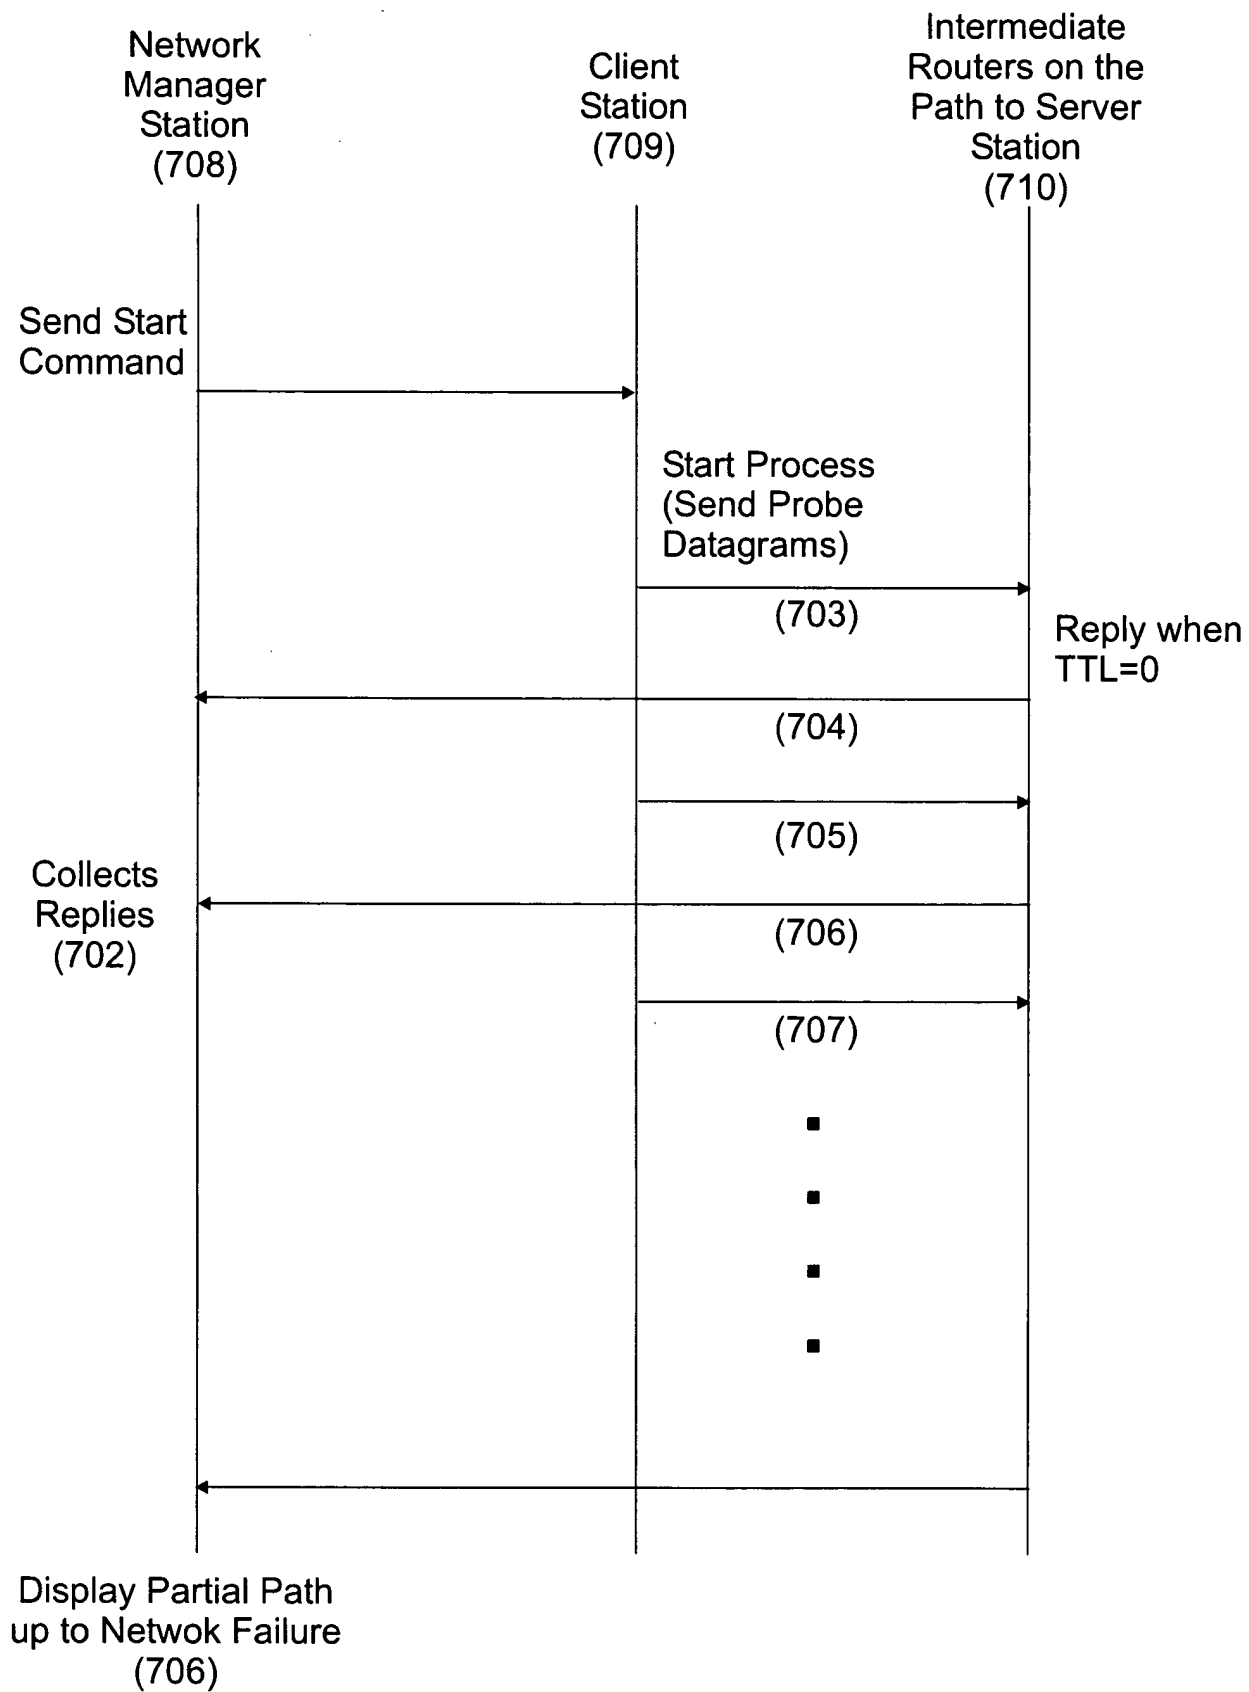 Network
Manager
Station
(708)
Client
Station
(709)
Intermediate
Routers on the
Path to Server
Station
(710)
Send Start
Command
Start Process
(Send Probe
Datagrams)
(703)
Reply when
TTL=0
(704)
(705)
Collects
Replies
(702)
(706)
(707)
Display Partial Path
up to Netwok Failure
(706)